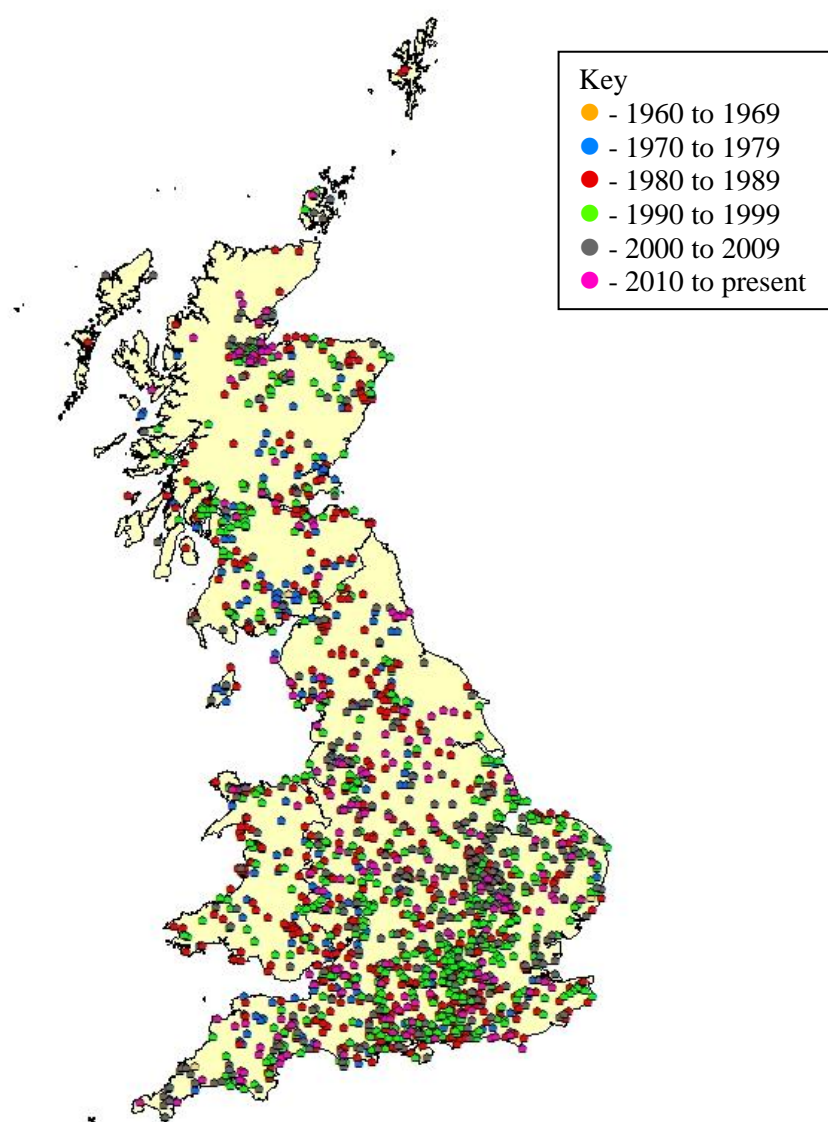 Key
- 1960 to 1969
- 1970 to 1979
- 1980 to 1989
- 1990 to 1999
- 2000 to 2009
- 2010 to present